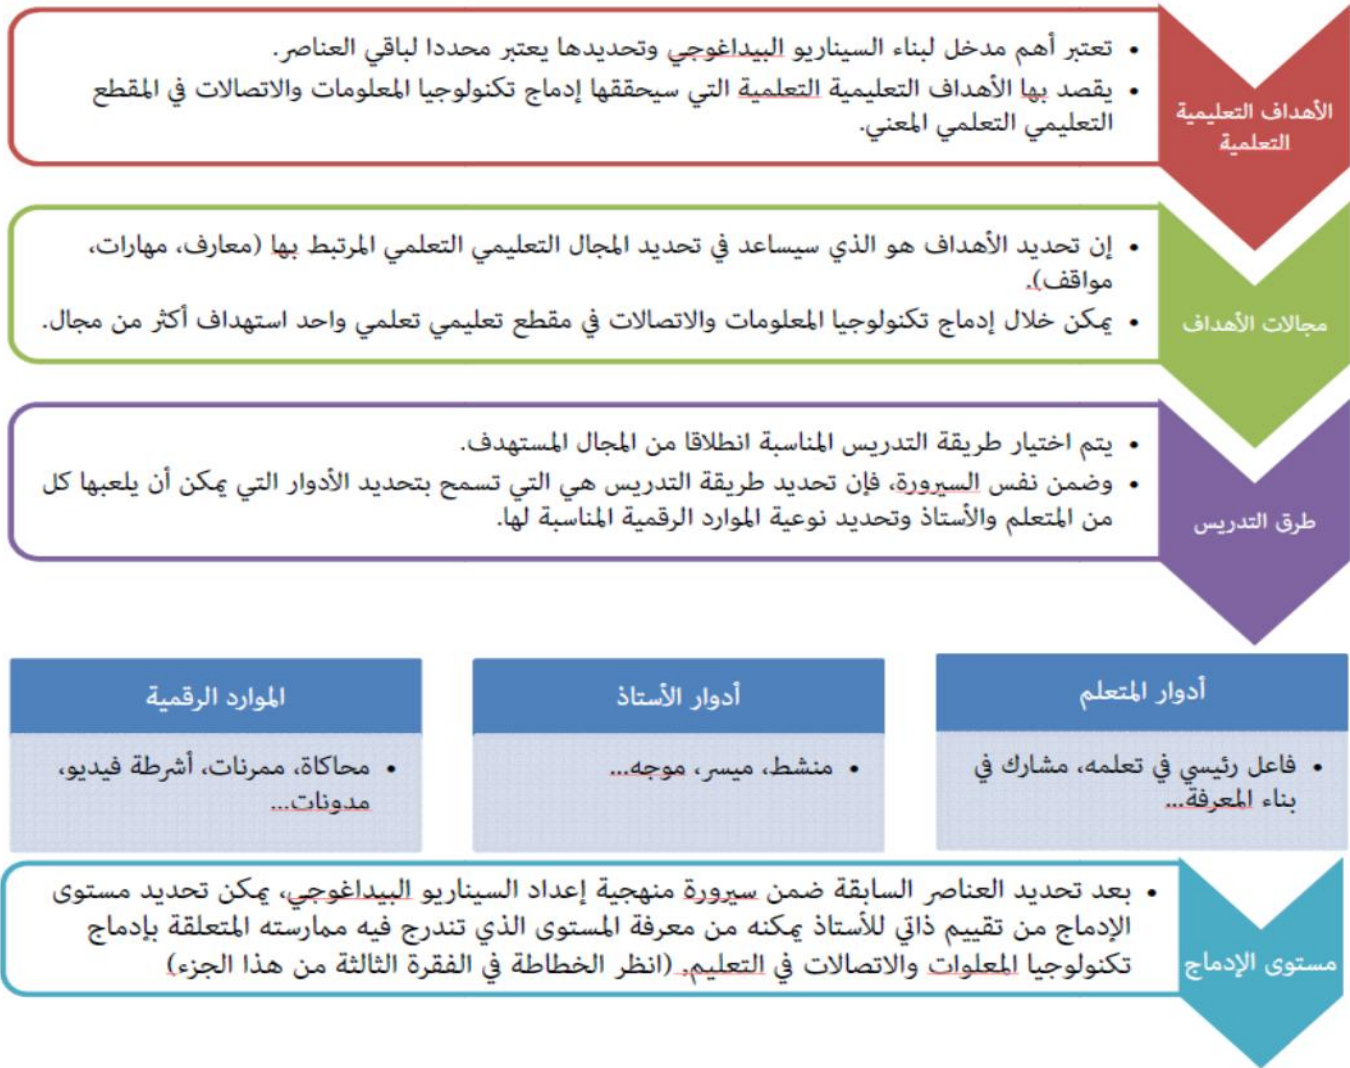 الأهداف التعليمية
التعلمية
• تعتبر أهم مدخل لبناء السيناريو البيداغوجي وتحديدها يعتبر محددا لباقي العناصر.
• يقصد بها الأهداف التعليمية التعلمية التي سيحققها إدماج تكنولوجيا المعلومات والاتصالات في المقطع
التعليمي التعلمي المعني.
مجالات الأهداف
• إن تحديد الأهداف هو الذي سيساعد في تحديد المجال التعليمي التعلمي المرتبط بها (معارف، مهارات،
مواقف).
• يمكن خلال إدماج تكنولوجيا المعلومات والاتصالات في مقطع تعليمي تعلمي واحد استهداف أكثر من مجال.
طرق التدريس
• يتم اختيار طريقة التدريس المناسبة انطلاقا من المجال المستهدف.
• وضمن نفس السيرورة، فإن تحديد طريقة التدريس هي التي تسمح بتحديد الأدوار التي يمكن أن يلعبها كل
من المتعلم والأستاذ وتحديد نوعية الموارد الرقمية المناسبة لها.
أدوار المتعلم
• فاعل رئيسي في تعلمه، مشارك في
بناء المعرفة...
أدوار الأستاذ
• منشط، ميسر، موجه...
الموارد الرقمية
• محاكاة، ممرنات، أشرطة فيديو،
مدونات...
مستوى الإدماج
• بعد تحديد العناصر السابقة ضمن سيرورة منهجية إعداد السيناريو البيداغوجي، يمكن تحديد مستوى
الإدماج من تقييم ذاتي للأستاذ يمكنه من معرفة المستوى الذي تندرج فيه ممارسته المتعلقة بإدماج
تكنولوجيا المعلوات والاتصالات في التعليم. (انظر الخطاطة في الفقرة الثالثة من هذا الجزء)